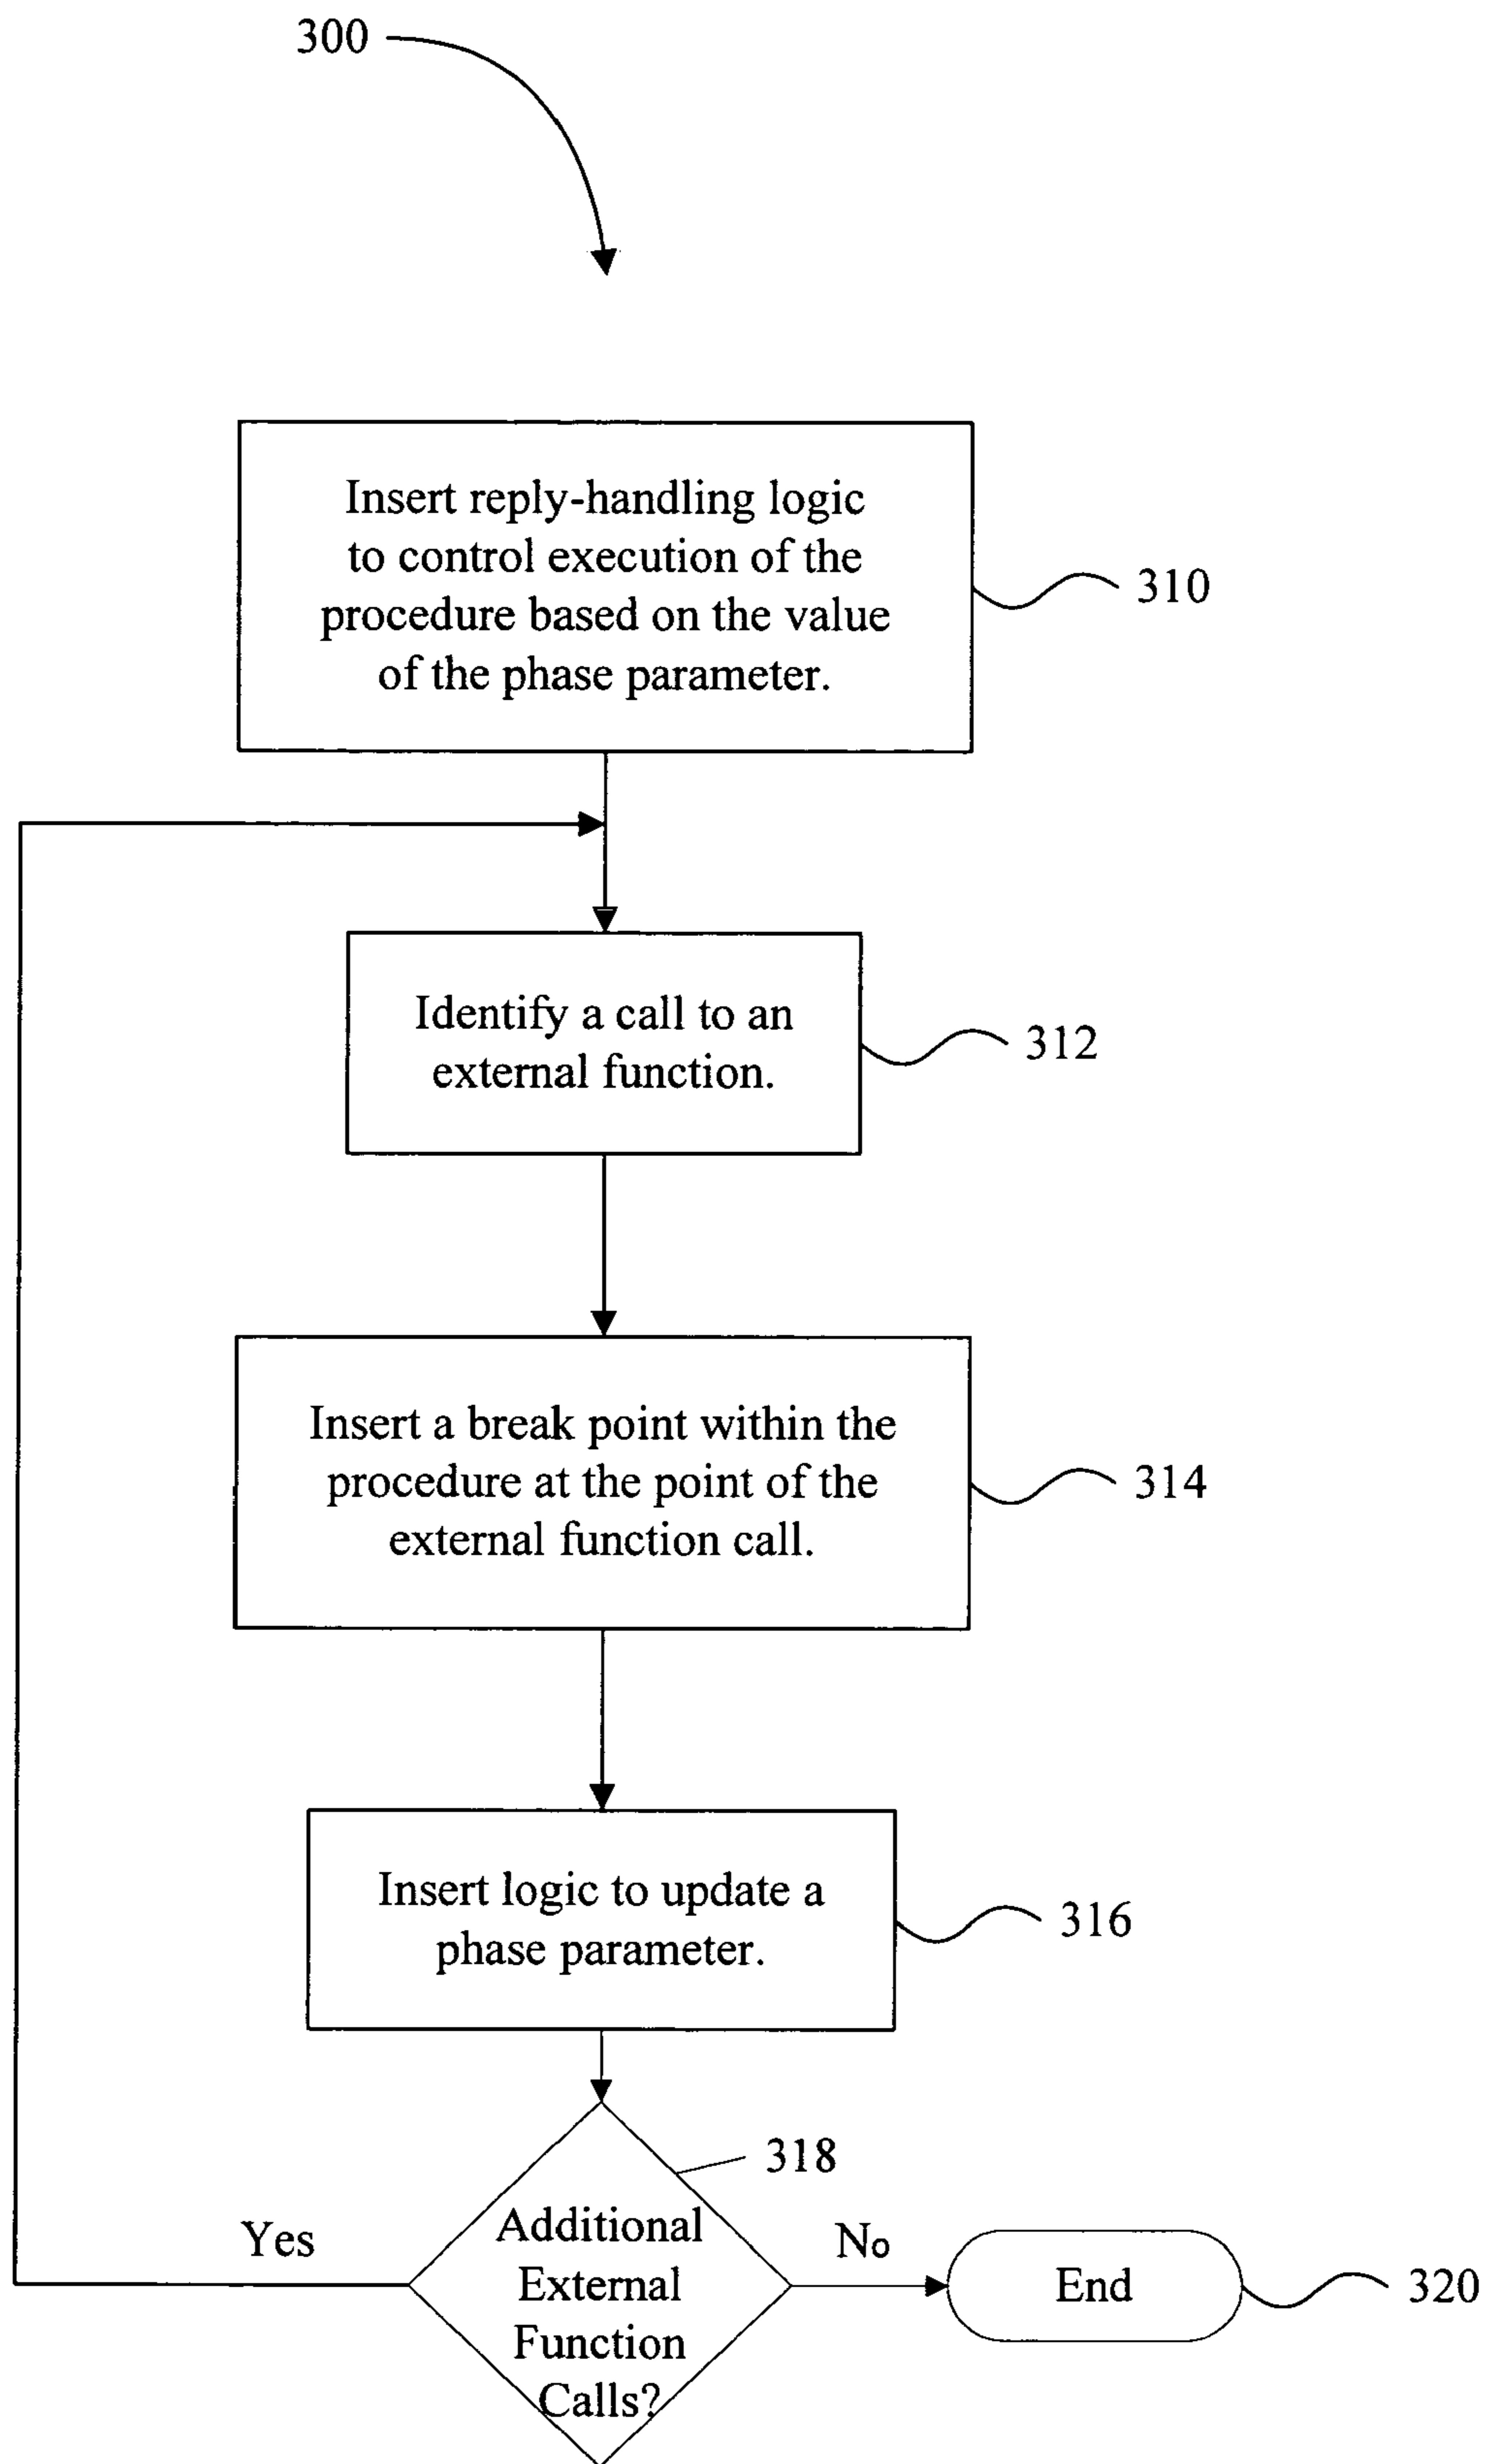 300
Insert reply-handling logic
to control execution of the
procedure based on the value
of the phase parameter.
310
Identify a call to an
external function.
312
Insert a break point within the
procedure at the point of the
external function call.
314
Insert logic to update a
phase parameter.
316
318
Additional
External
Function
Calls?
Yes
No
End
320